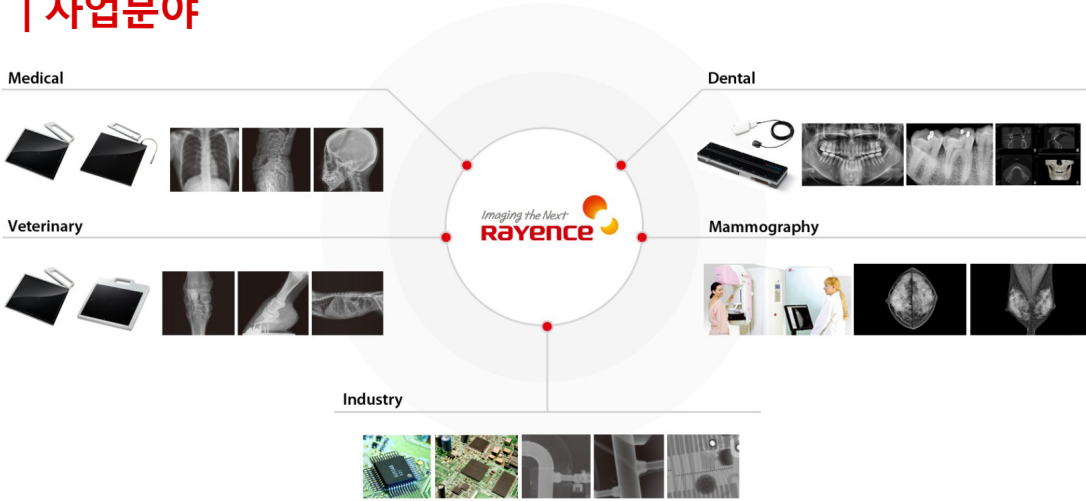 | 사업분야
Medical
Dental
Veterinary
Imaging the Next
Rayence
Mammography
Industry